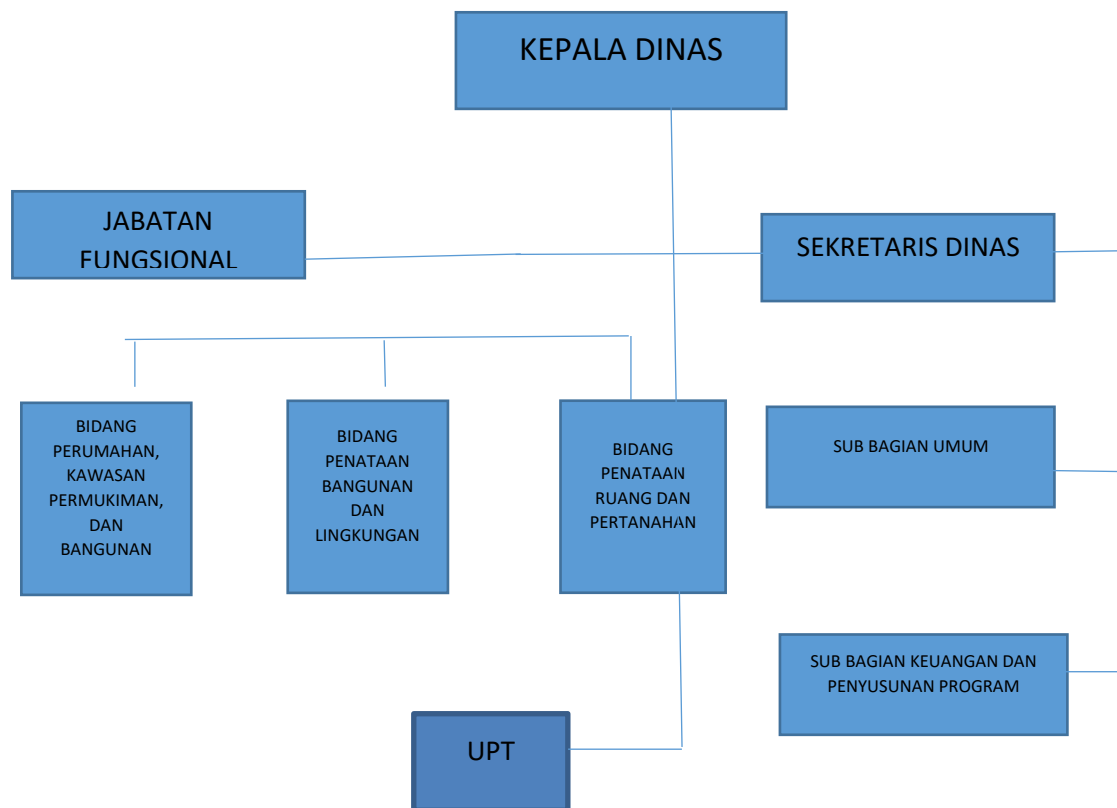 KEPALA DINAS
JABATAN
FUNGSIONAL
SEKRETARIS DINAS
BIDANG
PERUMAHAN,
KAWASAN
PERMUKIMAN,
DAN
BANGUNAN
BIDANG
PENATAAN
BANGUNAN
DAN
LINGKUNGAN
BIDANG
PENATAAN
RUANG DAN
PERTANAHAN
SUB BAGIAN UMUM
SUB BAGIAN KEUANGAN DAN
PENYUSUNAN PROGRAM
UPT